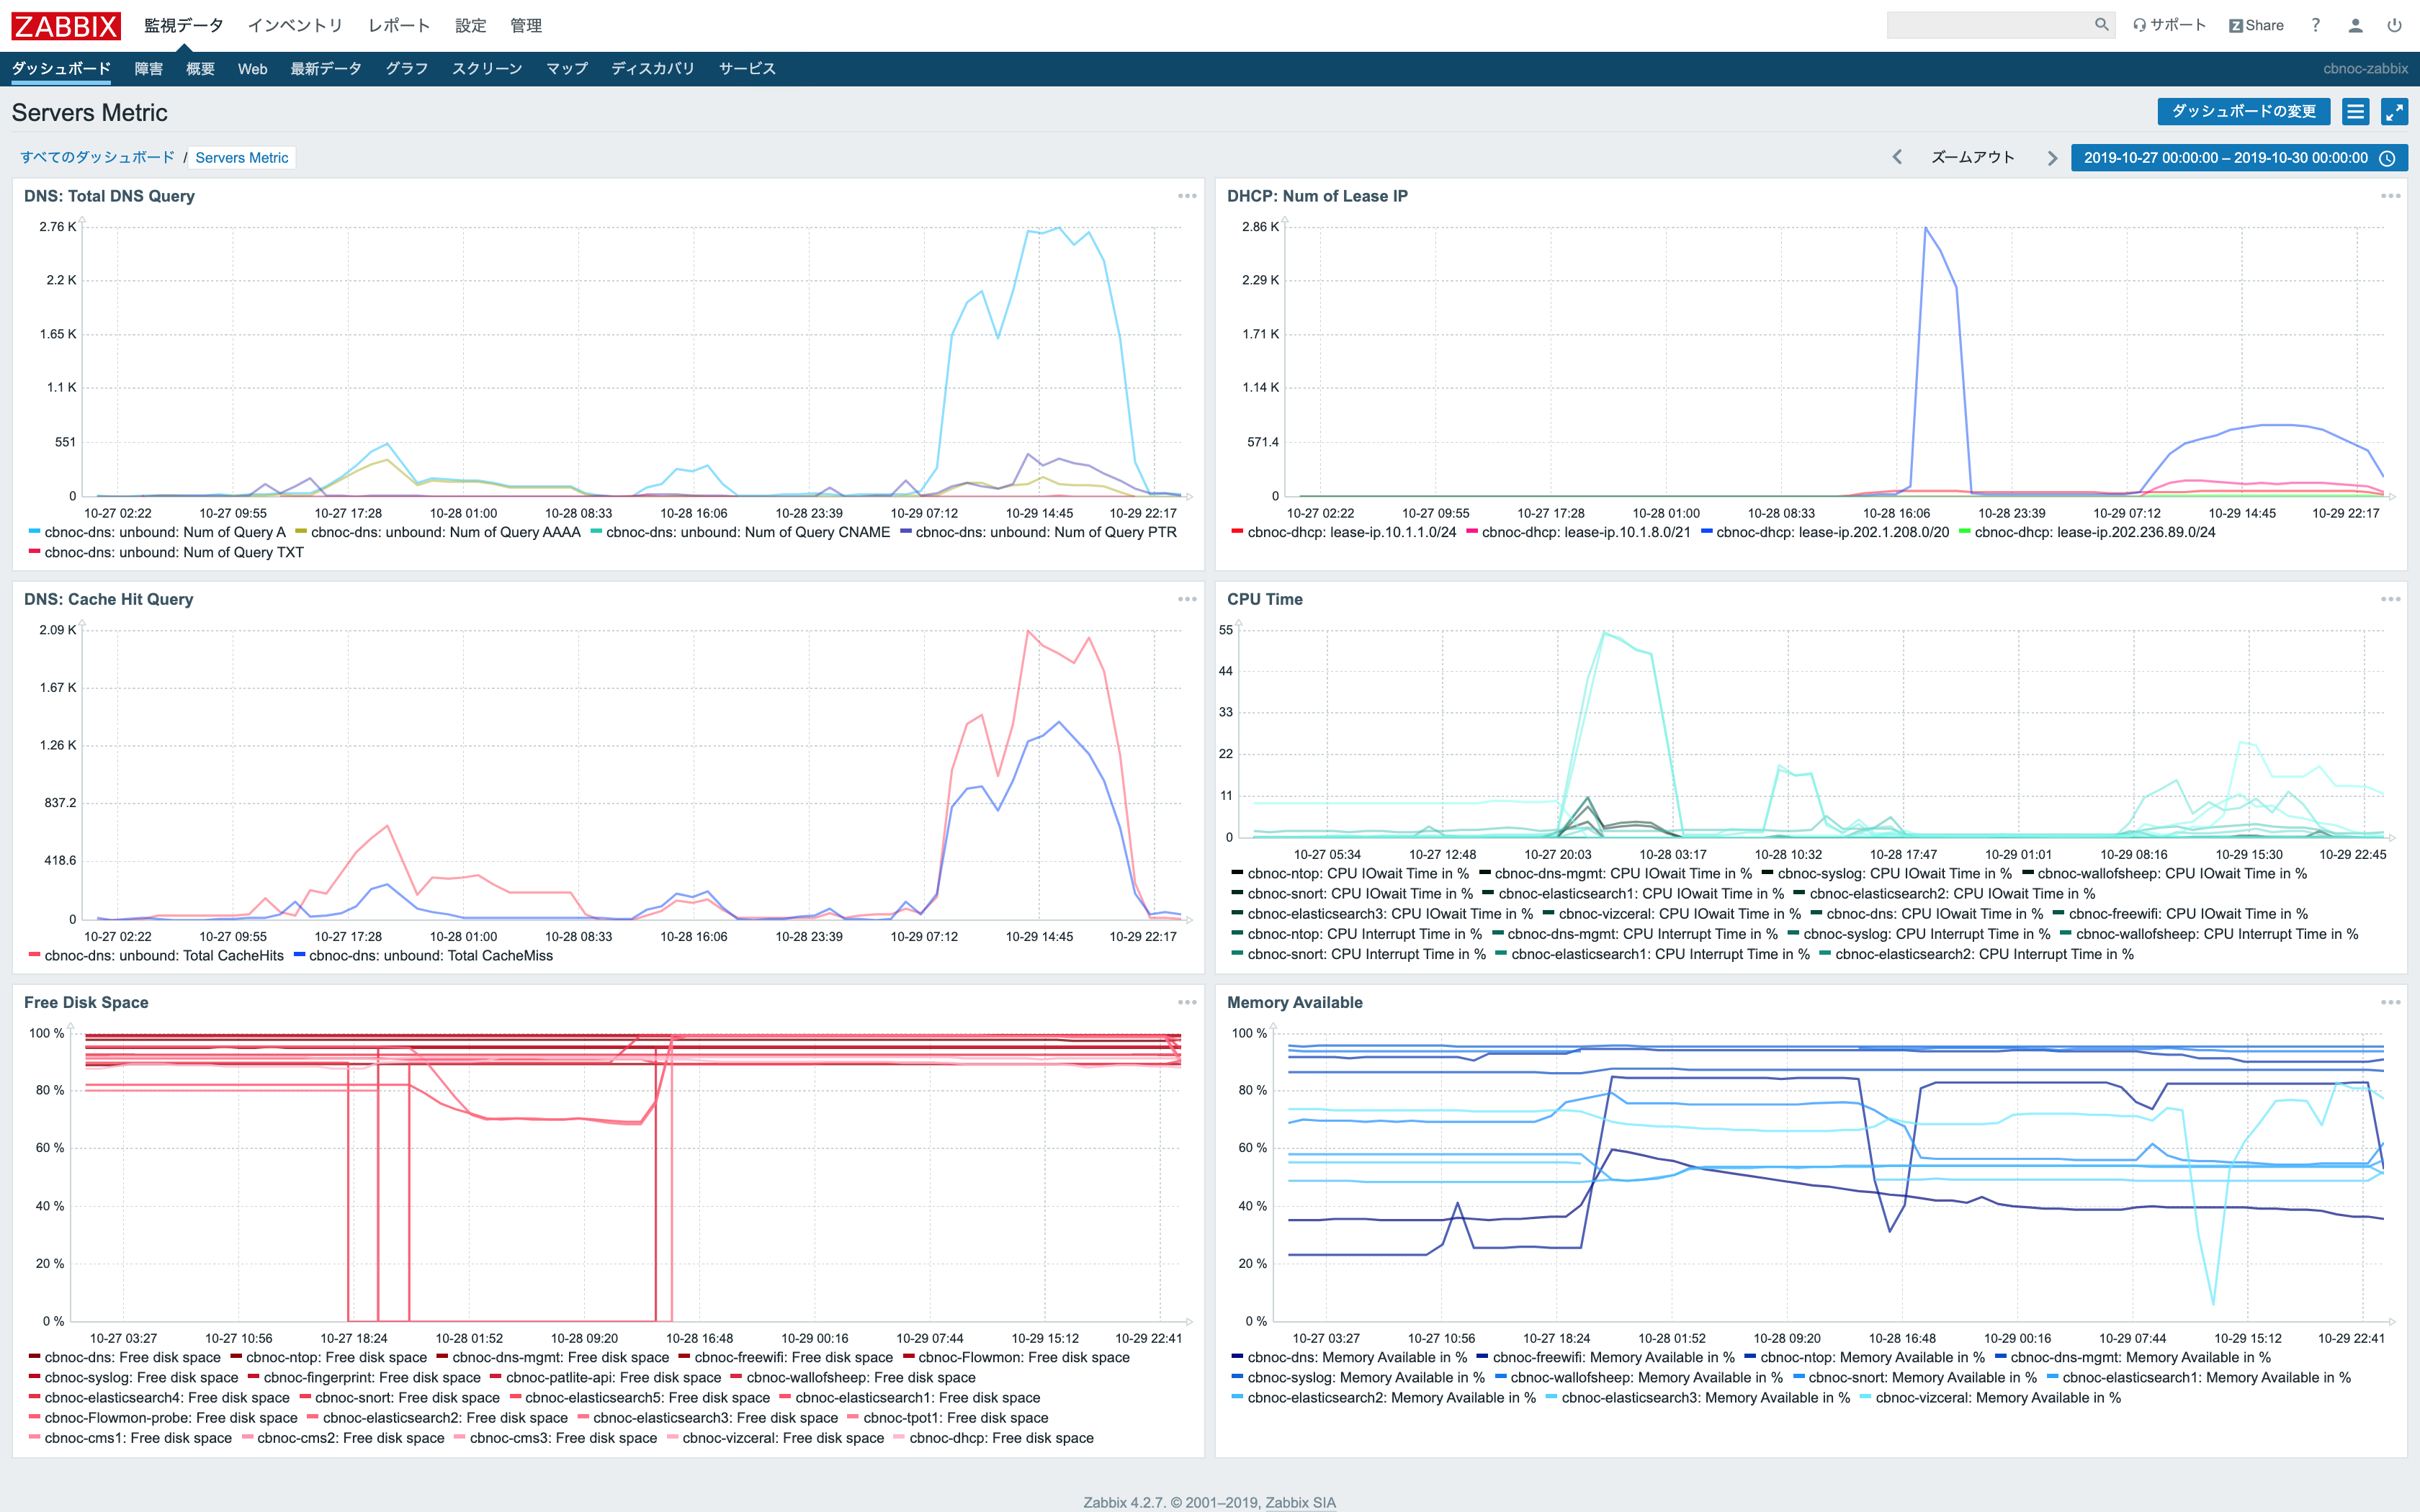 ZABBIX 監視データ インベントリ レポート 設定 管理 サポート Z Share ?
ダッシュボード 障害 概要 Web 最新データ グラフ スクリーン マップ ディスカバリ サービス cbnoc-zabbix
Servers Metric ダッシュボードの変更
すべてのダッシュボード / Servers Metric ズームアウト 2019-10-27 00:00:00 – 2019-10-30 00:00:00
DNS: Total DNS Query
2.76 K
2.2 K
1.65 K
1.1 K
551
0
10-27 02:22 10-27 09:55 10-27 17:28 10-28 01:00 10-28 08:33 10-28 16:06 10-28 23:39 10-29 07:12 10-29 14:45 10-29 22:17
cbnoc-dns: unbound: Num of Query A cbnoc-dns: unbound: Num of Query AAAA cbnoc-dns: unbound: Num of Query CNAME cbnoc-dns: unbound: Num of Query PTR
cbnoc-dns: unbound: Num of Query TXT
DHCP: Num of Lease IP
2.86 K
2.29 K
1.71 K
1.14 K
571.4
0
10-27 02:22 10-27 09:55 10-27 17:28 10-28 01:00 10-28 08:33 10-28 16:06 10-28 23:39 10-29 07:12 10-29 14:45 10-29 22:17
cbnoc-dhcp: lease-ip.10.1.1.0/24 cbnoc-dhcp: lease-ip.10.1.8.0/21 cbnoc-dhcp: lease-ip.202.1.208.0/20 cbnoc-dhcp: lease-ip.202.236.89.0/24
DNS: Cache Hit Query
2.09 K
1.67 K
1.26 K
837.2
418.6
0
10-27 02:22 10-27 09:55 10-27 17:28 10-28 01:00 10-28 08:33 10-28 16:06 10-28 23:39 10-29 07:12 10-29 14:45 10-29 22:17
cbnoc-dns: unbound: Total CacheHits cbnoc-dns: unbound: Total CacheMiss
CPU Time
55
44
33
22
11
0
10-27 05:34 10-27 12:48 10-27 20:03 10-28 03:17 10-28 10:32 10-28 17:47 10-29 01:01 10-29 08:16 10-29 15:30 10-29 22:45
cbnoc-ntop: CPU IOwait Time in % cbnoc-dns-mgmt: CPU IOwait Time in % cbnoc-syslog: CPU IOwait Time in % cbnoc-wallofsheep: CPU IOwait Time in %
cbnoc-snort: CPU IOwait Time in % cbnoc-elasticsearch1: CPU IOwait Time in % cbnoc-elasticsearch2: CPU IOwait Time in %
cbnoc-elasticsearch3: CPU IOwait Time in % cbnoc-vizceral: CPU IOwait Time in % cbnoc-dns: CPU IOwait Time in % cbnoc-freewifi: CPU IOwait Time in %
cbnoc-ntop: CPU Interrupt Time in % cbnoc-dns-mgmt: CPU Interrupt Time in % cbnoc-syslog: CPU Interrupt Time in % cbnoc-wallofsheep: CPU Interrupt Time in %
cbnoc-snort: CPU Interrupt Time in % cbnoc-elasticsearch1: CPU Interrupt Time in % cbnoc-elasticsearch2: CPU Interrupt Time in %
Free Disk Space
100 %
80 %
60 %
40 %
20 %
0 %
10-27 03:27 10-27 10:56 10-27 18:24 10-28 01:52 10-28 09:20 10-28 16:48 10-29 00:16 10-29 07:44 10-29 15:12 10-29 22:41
cbnoc-dns: Free disk space cbnoc-ntop: Free disk space cbnoc-dns-mgmt: Free disk space cbnoc-freewifi: Free disk space cbnoc-Flowmon: Free disk space
cbnoc-syslog: Free disk space cbnoc-fingerprint: Free disk space cbnoc-patlite-api: Free disk space cbnoc-wallofsheep: Free disk space
cbnoc-elasticsearch4: Free disk space cbnoc-snort: Free disk space cbnoc-elasticsearch5: Free disk space cbnoc-elasticsearch1: Free disk space
cbnoc-Flowmon-probe: Free disk space cbnoc-elasticsearch2: Free disk space cbnoc-elasticsearch3: Free disk space cbnoc-tpot1: Free disk space
cbnoc-cms1: Free disk space cbnoc-cms2: Free disk space cbnoc-cms3: Free disk space cbnoc-vizceral: Free disk space cbnoc-dhcp: Free disk space
Memory Available
100 %
80 %
60 %
40 %
20 %
0 %
10-27 03:27 10-27 10:56 10-27 18:24 10-28 01:52 10-28 09:20 10-28 16:48 10-29 00:16 10-29 07:44 10-29 15:12 10-29 22:41
cbnoc-dns: Memory Available in % cbnoc-freewifi: Memory Available in % cbnoc-ntop: Memory Available in % cbnoc-dns-mgmt: Memory Available in %
cbnoc-syslog: Memory Available in % cbnoc-wallofsheep: Memory Available in % cbnoc-snort: Memory Available in % cbnoc-elasticsearch1: Memory Available in %
cbnoc-elasticsearch2: Memory Available in % cbnoc-elasticsearch3: Memory Available in % cbnoc-vizceral: Memory Available in %
Zabbix 4.2.7. © 2001–2019, Zabbix SIA